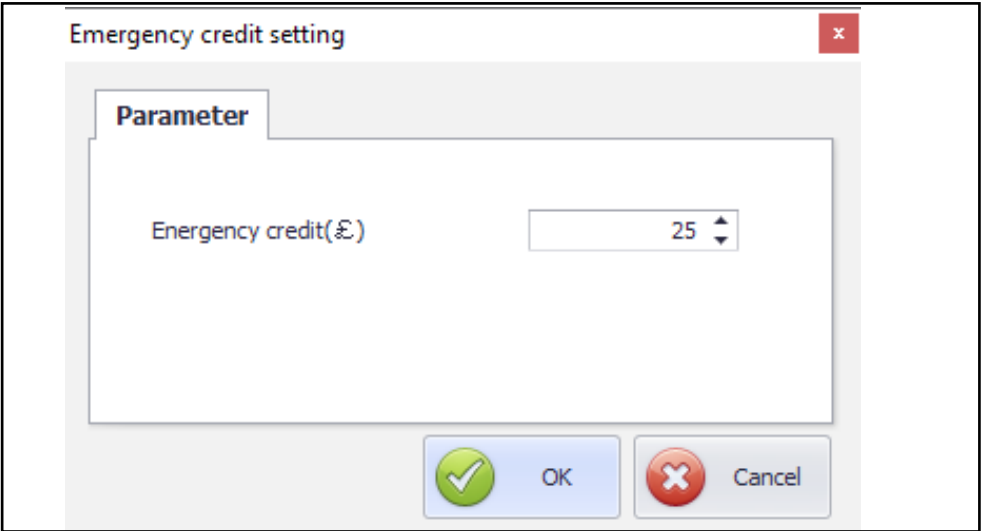 Emergency credit setting
x
Parameter
Energency credit(£) 25
OK Cancel